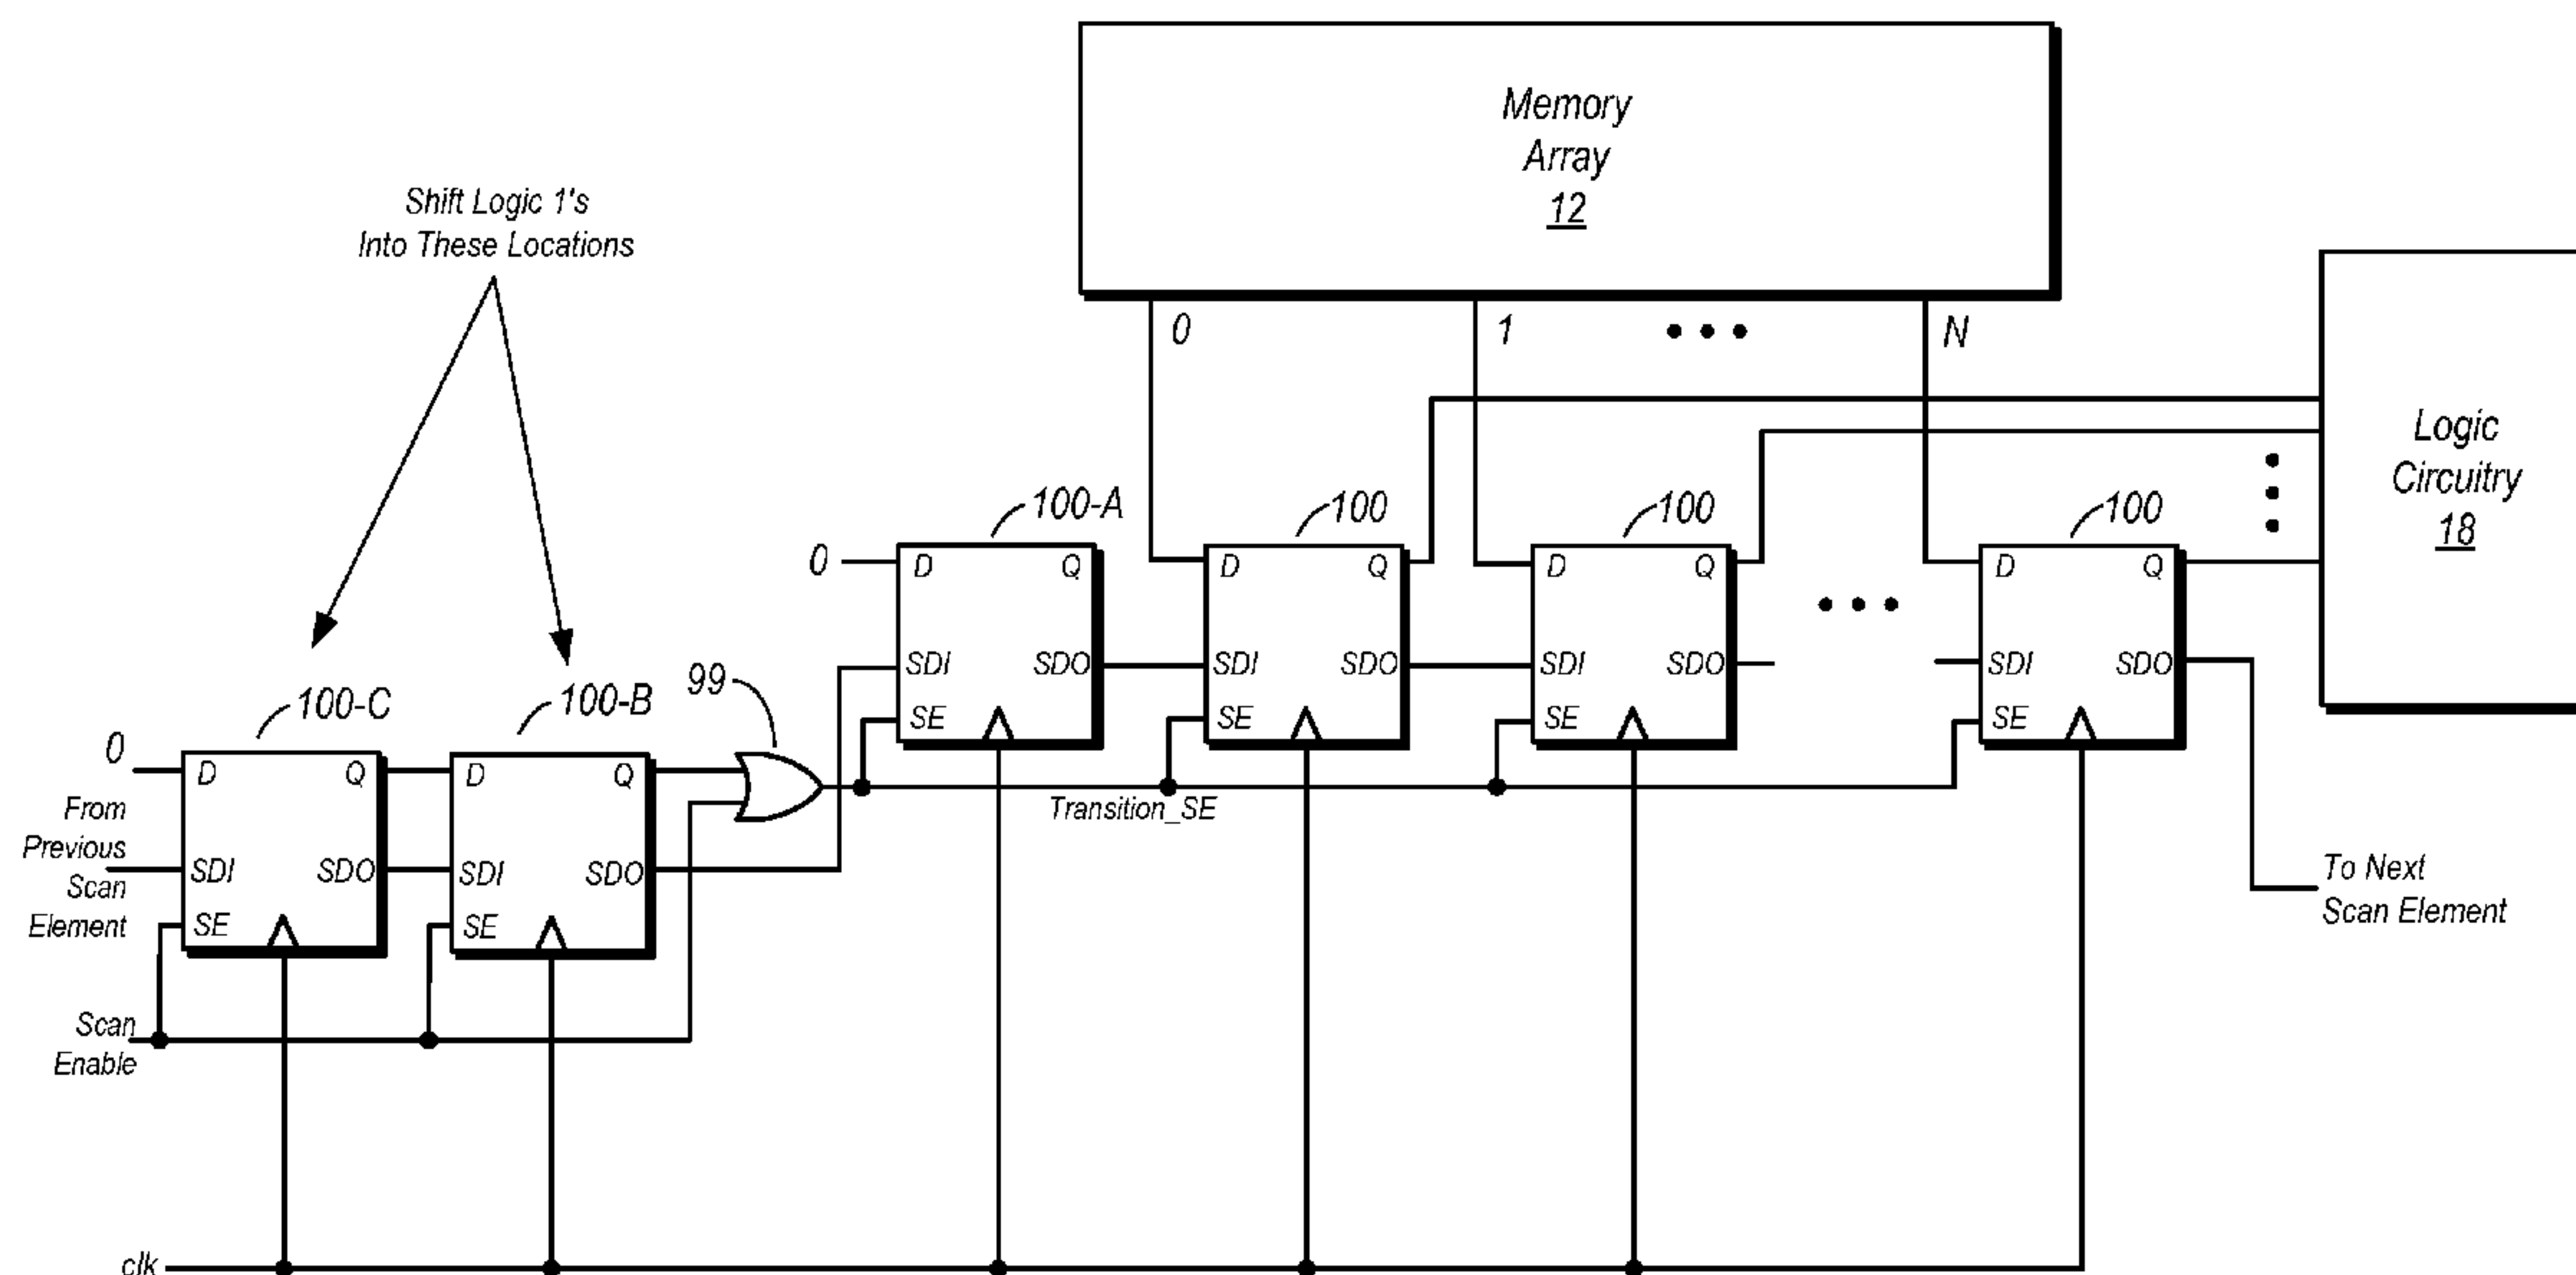 Memory
Array
12
Shift Logic 1's
Into These Locations
0
1
N
Logic
Circuitry
18
100-A
100
100
100
0
D
Q
SDI
SDO
SE
D
Q
SDI
SDO
SE
D
Q
SDI
SDO
SE
D
Q
SDI
SDO
SE
99
100-C
100-B
0
D
Q
SDI
SDO
SE
D
Q
SDI
SDO
SE
From
Previous
Scan
Element
Transition_SE
To Next
Scan Element
Scan
Enable
clk